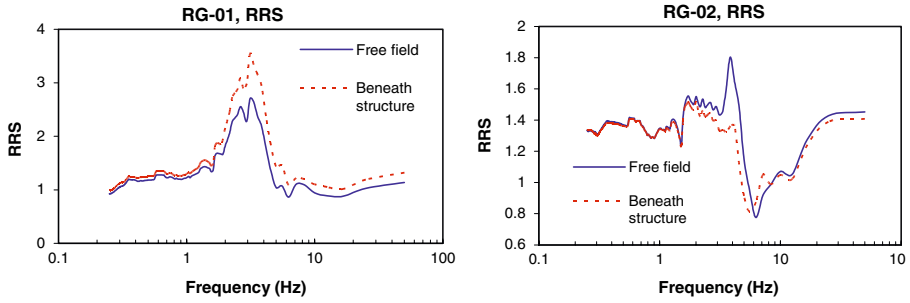 RG-01, RRS
4
3
2
1
0
RRS
Free field
Beneath
structure
0.1
1
10
100
Frequency (Hz)
RG-02, RRS
2
1.8
1.6
1.4
1.2
1
0.8
0.6
RRS
Free field
Beneath
structure
0.1
1
10
10
Frequency (Hz)